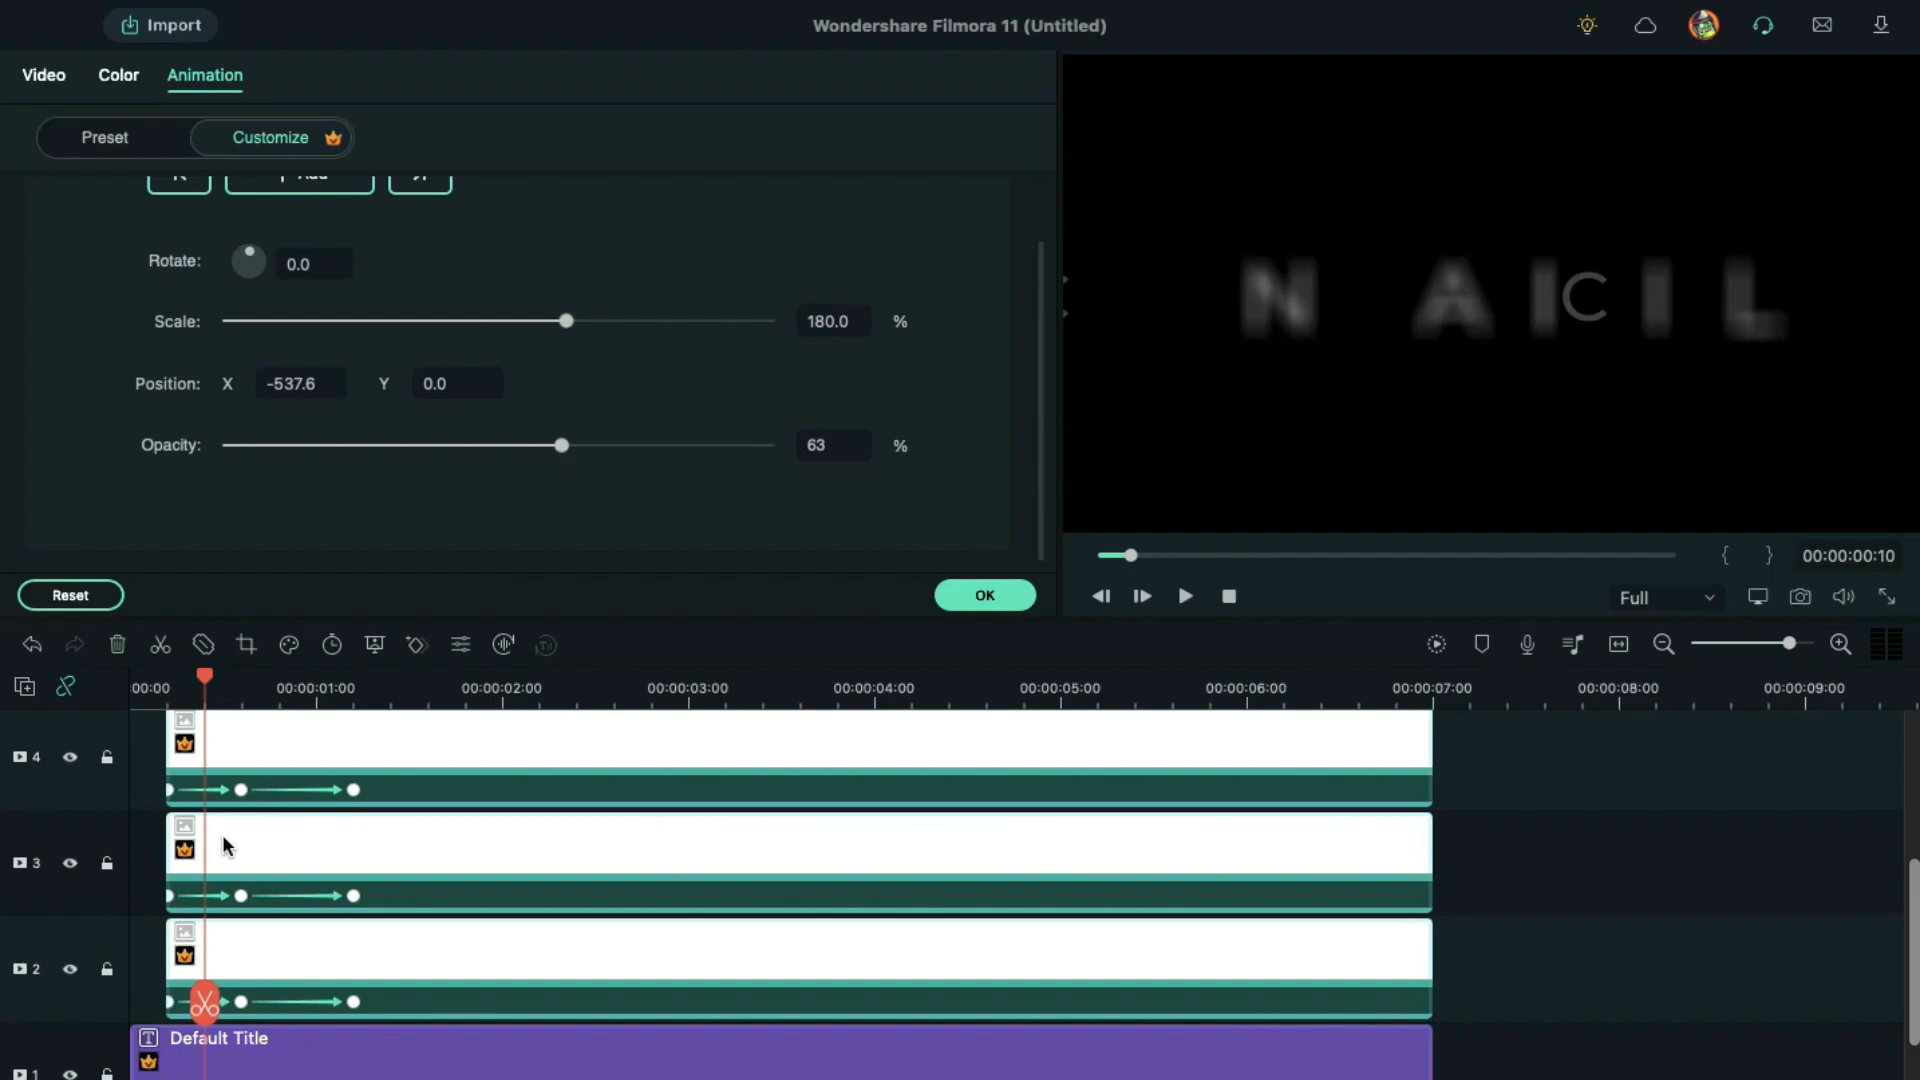 Import
Wondershare Filmora 11 (Untitled)
Video Color Animation
Preset Customize
Add
N A I C I L
Rotate: 0.0
Scale: 180.0 %
Position: X -537.6 Y 0.0
Opacity: 63 %
{ } 00:00:00:10
Reset OK
Full
:00:00 00:00:01:00 00:00:02:00 00:00:03:00 00:00:04:00 00:00:05:00 00:00:06:00 00:00:07:00 00:00:08:00 00:00:09:00
4
3
2
T Default Title
1